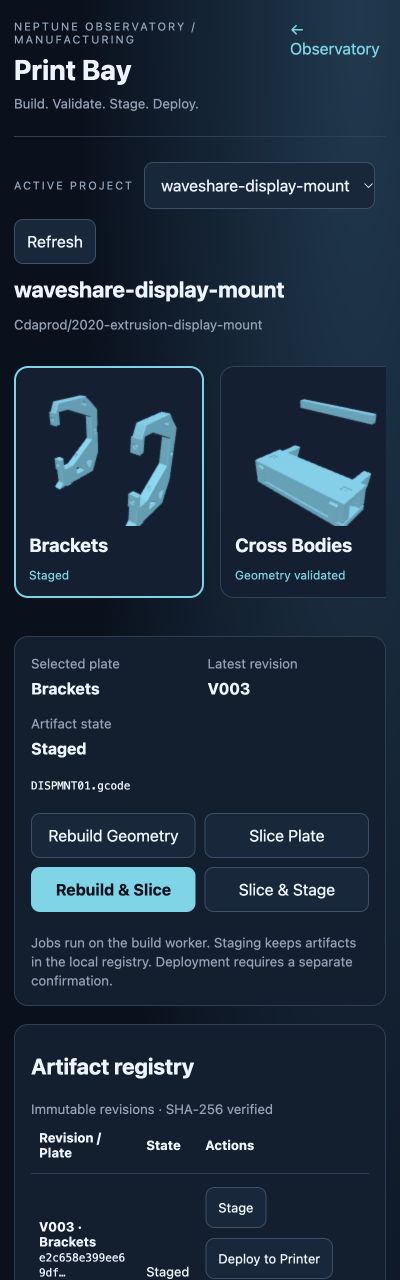 NEPTUNE OBSERVATORY /
MANUFACTURING
Print Bay
Build. Validate. Stage. Deploy.
←
Observatory
ACTIVE PROJECT
waveshare-display-mount
Refresh
waveshare-display-mount
Cdaprod/2020-extrusion-display-mount
Brackets
Staged
Cross Bodies
Geometry validated
Selected plate
Brackets
Latest revision
V003
Artifact state
Staged
DISPMNT01.gcode
Rebuild Geometry
Slice Plate
Rebuild & Slice
Slice & Stage
Jobs run on the build worker. Staging keeps artifacts
in the local registry. Deployment requires a separate
confirmation.
Artifact registry
Immutable revisions · SHA-256 verified
Revision /
Plate
State
Actions
V003 ·
Brackets
e2c658e399ee6
9df…
Staged
Stage
Deploy to Printer